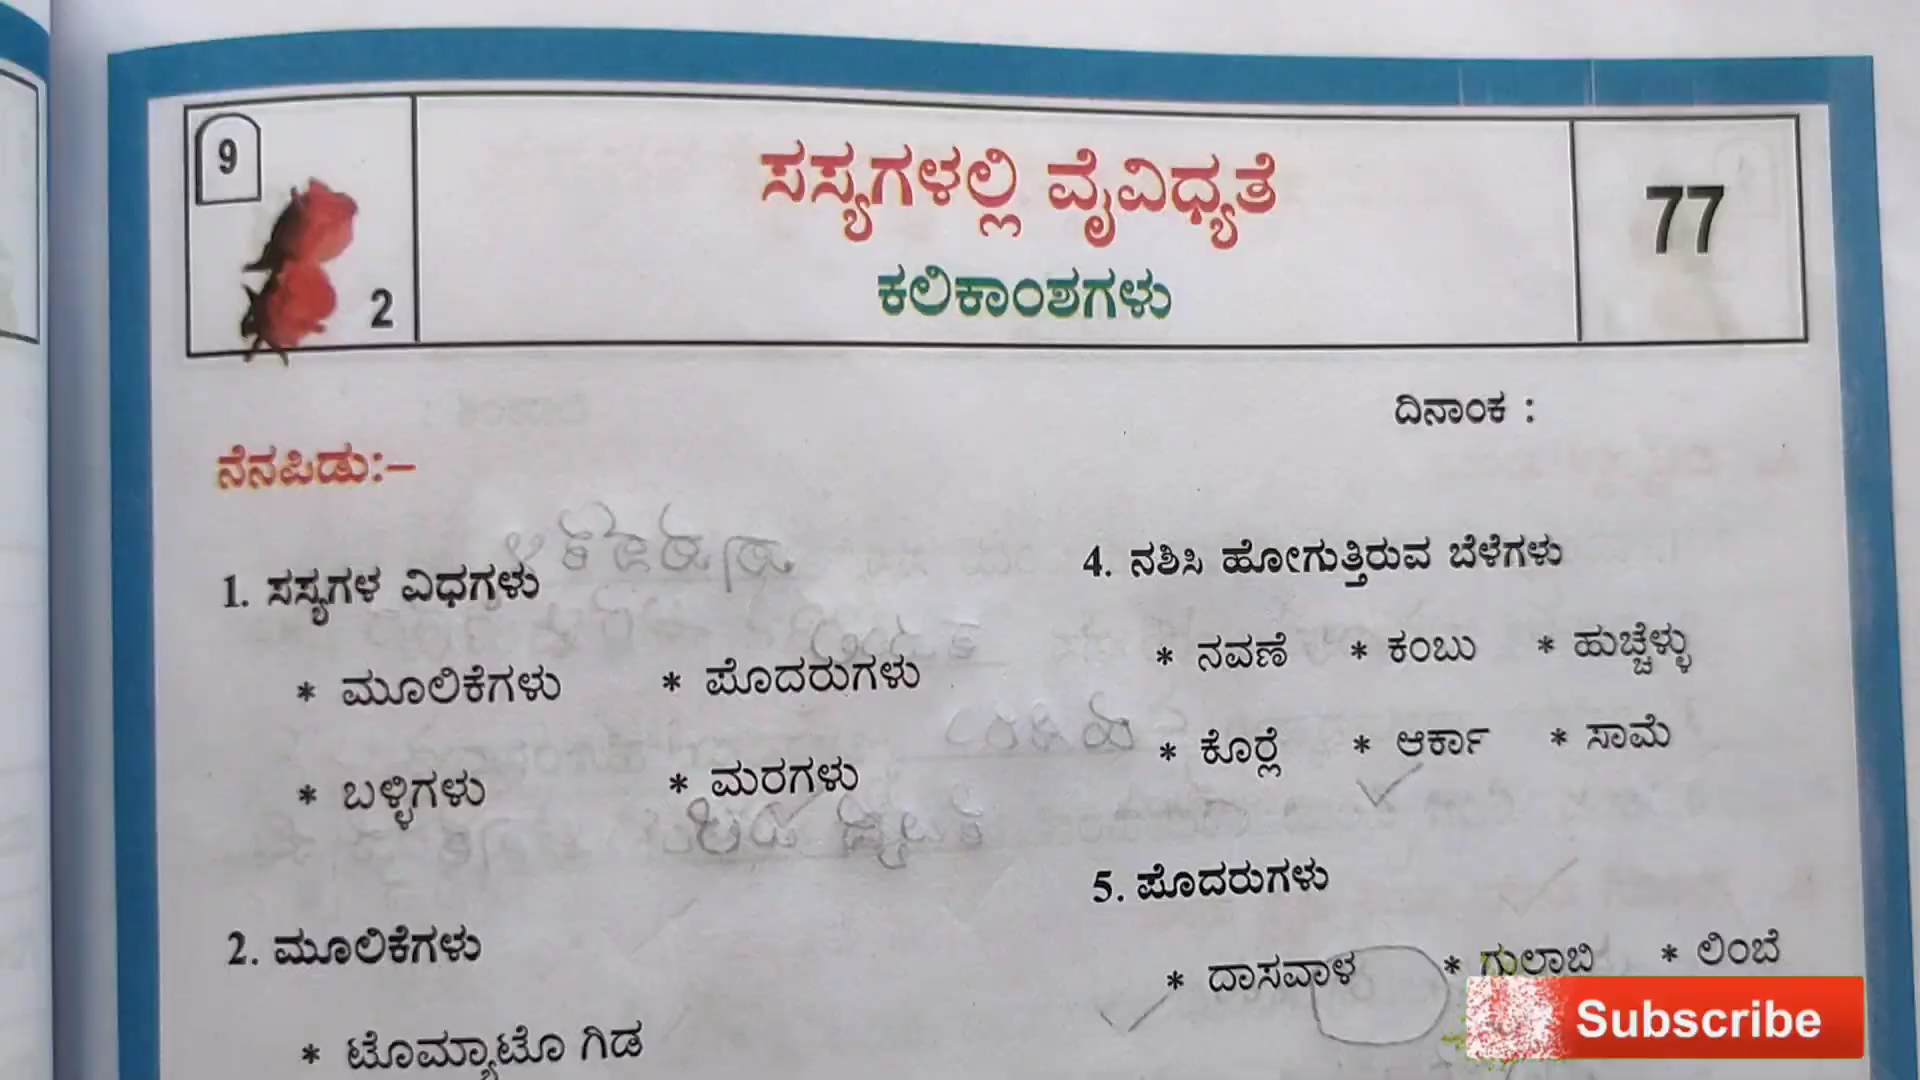 9
2
ಸಸ್ಯಗಳಲ್ಲಿ ವೈವಿಧ್ಯತೆ
ಕಲಿಕಾಂಶಗಳು
77
ದಿನಾಂಕ :
ನೆನಪಿಡು:–
1. ಸಸ್ಯಗಳ ವಿಧಗಳು
* ಮೂಲಿಕೆಗಳು * ಪೊದರುಗಳು
* ಬಳ್ಳಿಗಳು * ಮರಗಳು
2. ಮೂಲಿಕೆಗಳು
* ಟೊಮ್ಯಾಟೊ ಗಿಡ
4. ನಶಿಸಿ ಹೋಗುತ್ತಿರುವ ಬೆಳೆಗಳು
* ನವಣೆ * ಕಂಬು * ಹುಚ್ಚೆಳ್ಳು
* ಕೊರ್‍ಲೆ * ಆರ್ಕಾ * ಸಾಮೆ
5. ಪೊದರುಗಳು
* ದಾಸವಾಳ * ಗುಲಾಬಿ * ಲಿಂಬೆ
Subscribe